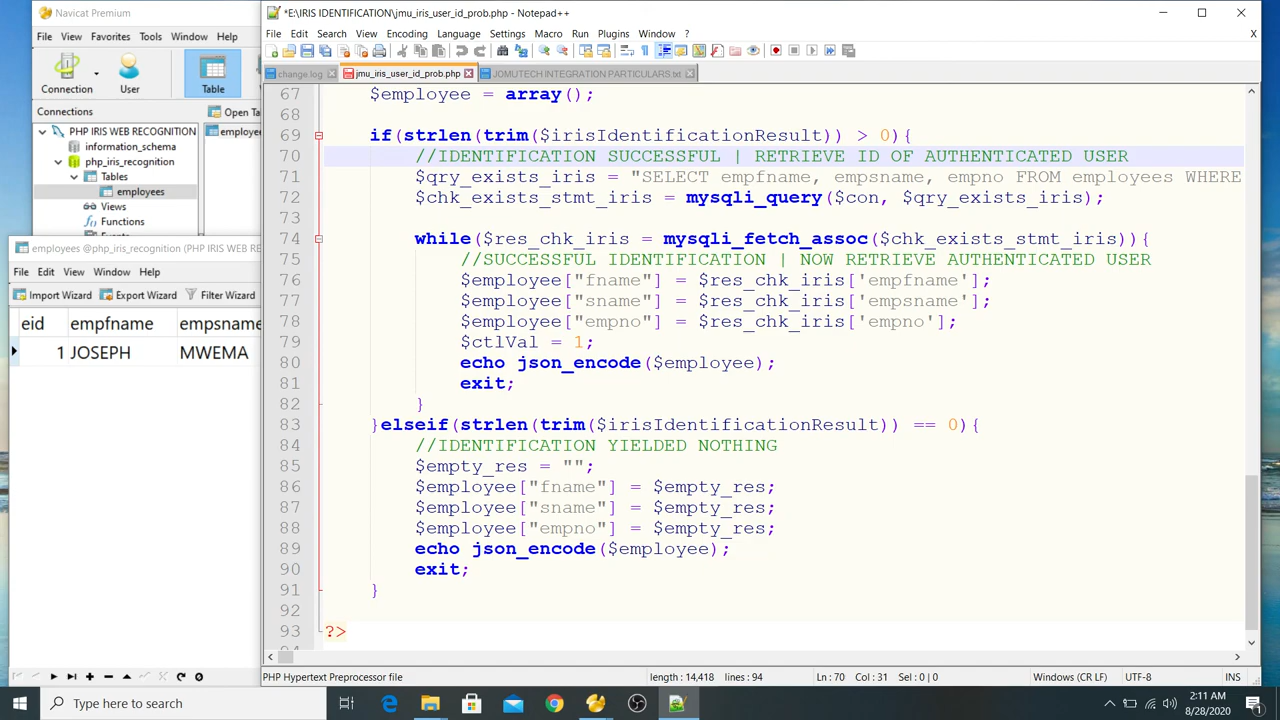 Navicat Premium
File Edit View Favorites Tools Window Help
Connection User Table
Connections
Open Ta
PHP IRIS WEB RECOGNITION
information_schema
php_iris_recognition
Tables
employees
Views
Functions
employee
employees @php_iris_recognition (PHP IRIS WEB RE
File Edit View Window Help
Import Wizard Export Wizard Filter Wizard
eid empfname empsname
1 JOSEPH MWEMA
*E:\IRIS IDENTIFICATION\jmu_iris_user_id_prob.php - Notepad++
File Edit Search View Encoding Language Settings Tools Macro Run Plugins Window ? X
change.log jmu_iris_user_id_prob.php JOMUTECH INTEGRATION PARTICULARS.txt
67 $employee = array();
68
69 if(strlen(trim($irisIdentificationResult)) > 0){
70 //IDENTIFICATION SUCCESSFUL | RETRIEVE ID OF AUTHENTICATED USER
71 $qry_exists_iris = "SELECT empfname, empsname, empno FROM employees WHERE
72 $chk_exists_stmt_iris = mysqli_query($con, $qry_exists_iris);
73
74 while($res_chk_iris = mysqli_fetch_assoc($chk_exists_stmt_iris)){
75 //SUCCESSFUL IDENTIFICATION | NOW RETRIEVE AUTHENTICATED USER
76 $employee["fname"] = $res_chk_iris['empfname'];
77 $employee["sname"] = $res_chk_iris['empsname'];
78 $employee["empno"] = $res_chk_iris['empno'];
79 $ctlVal = 1;
80 echo json_encode($employee);
81 exit;
82 }
83 }elseif(strlen(trim($irisIdentificationResult)) == 0){
84 //IDENTIFICATION YIELDED NOTHING
85 $empty_res = "";
86 $employee["fname"] = $empty_res;
87 $employee["sname"] = $empty_res;
88 $employee["empno"] = $empty_res;
89 echo json_encode($employee);
90 exit;
91 }
92
93 ?>
PHP Hypertext Preprocessor file length : 14,418 lines : 94 Ln : 70 Col : 31 Sel : 0 | 0 Windows (CR LF) UTF-8 INS
Type here to search
2:11 AM
8/28/2020